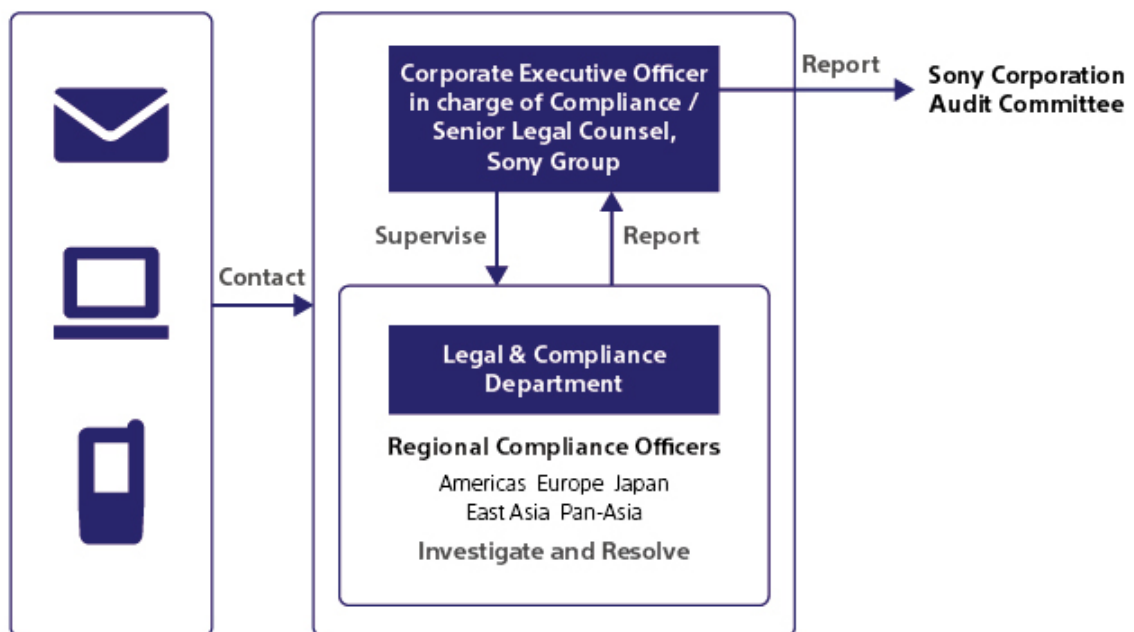 Corporate Executive Officer
in charge of Compliance /
Senior Legal Counsel,
Sony Group
Report
Sony Corporation
Audit Committee
Supervise
Report
Contact
Legal & Compliance
Department
Regional Compliance Officers
Americas Europe Japan
East Asia Pan-Asia
Investigate and Resolve